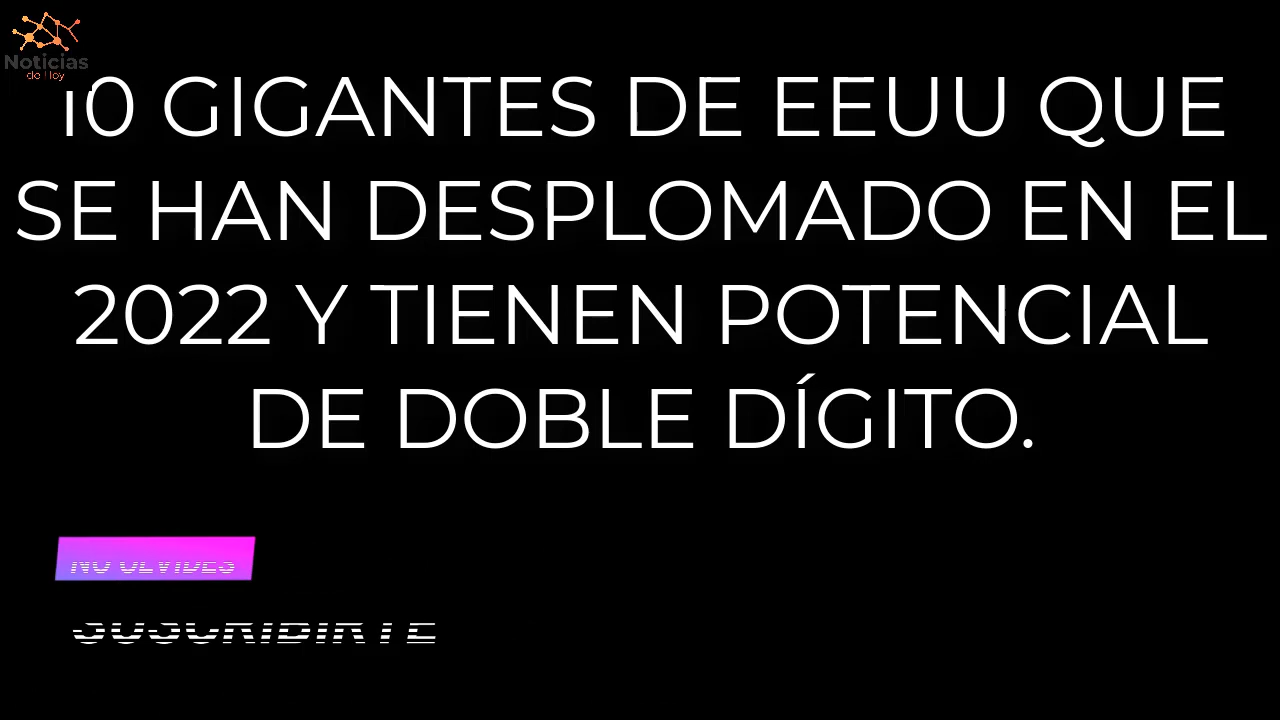 Noticias
de Hoy
10 GIGANTES DE EEUU QUE
SE HAN DESPLOMADO EN EL
2022 Y TIENEN POTENCIAL
DE DOBLE DÍGITO.
NO OLVIDES
SUSCRIBIRTE